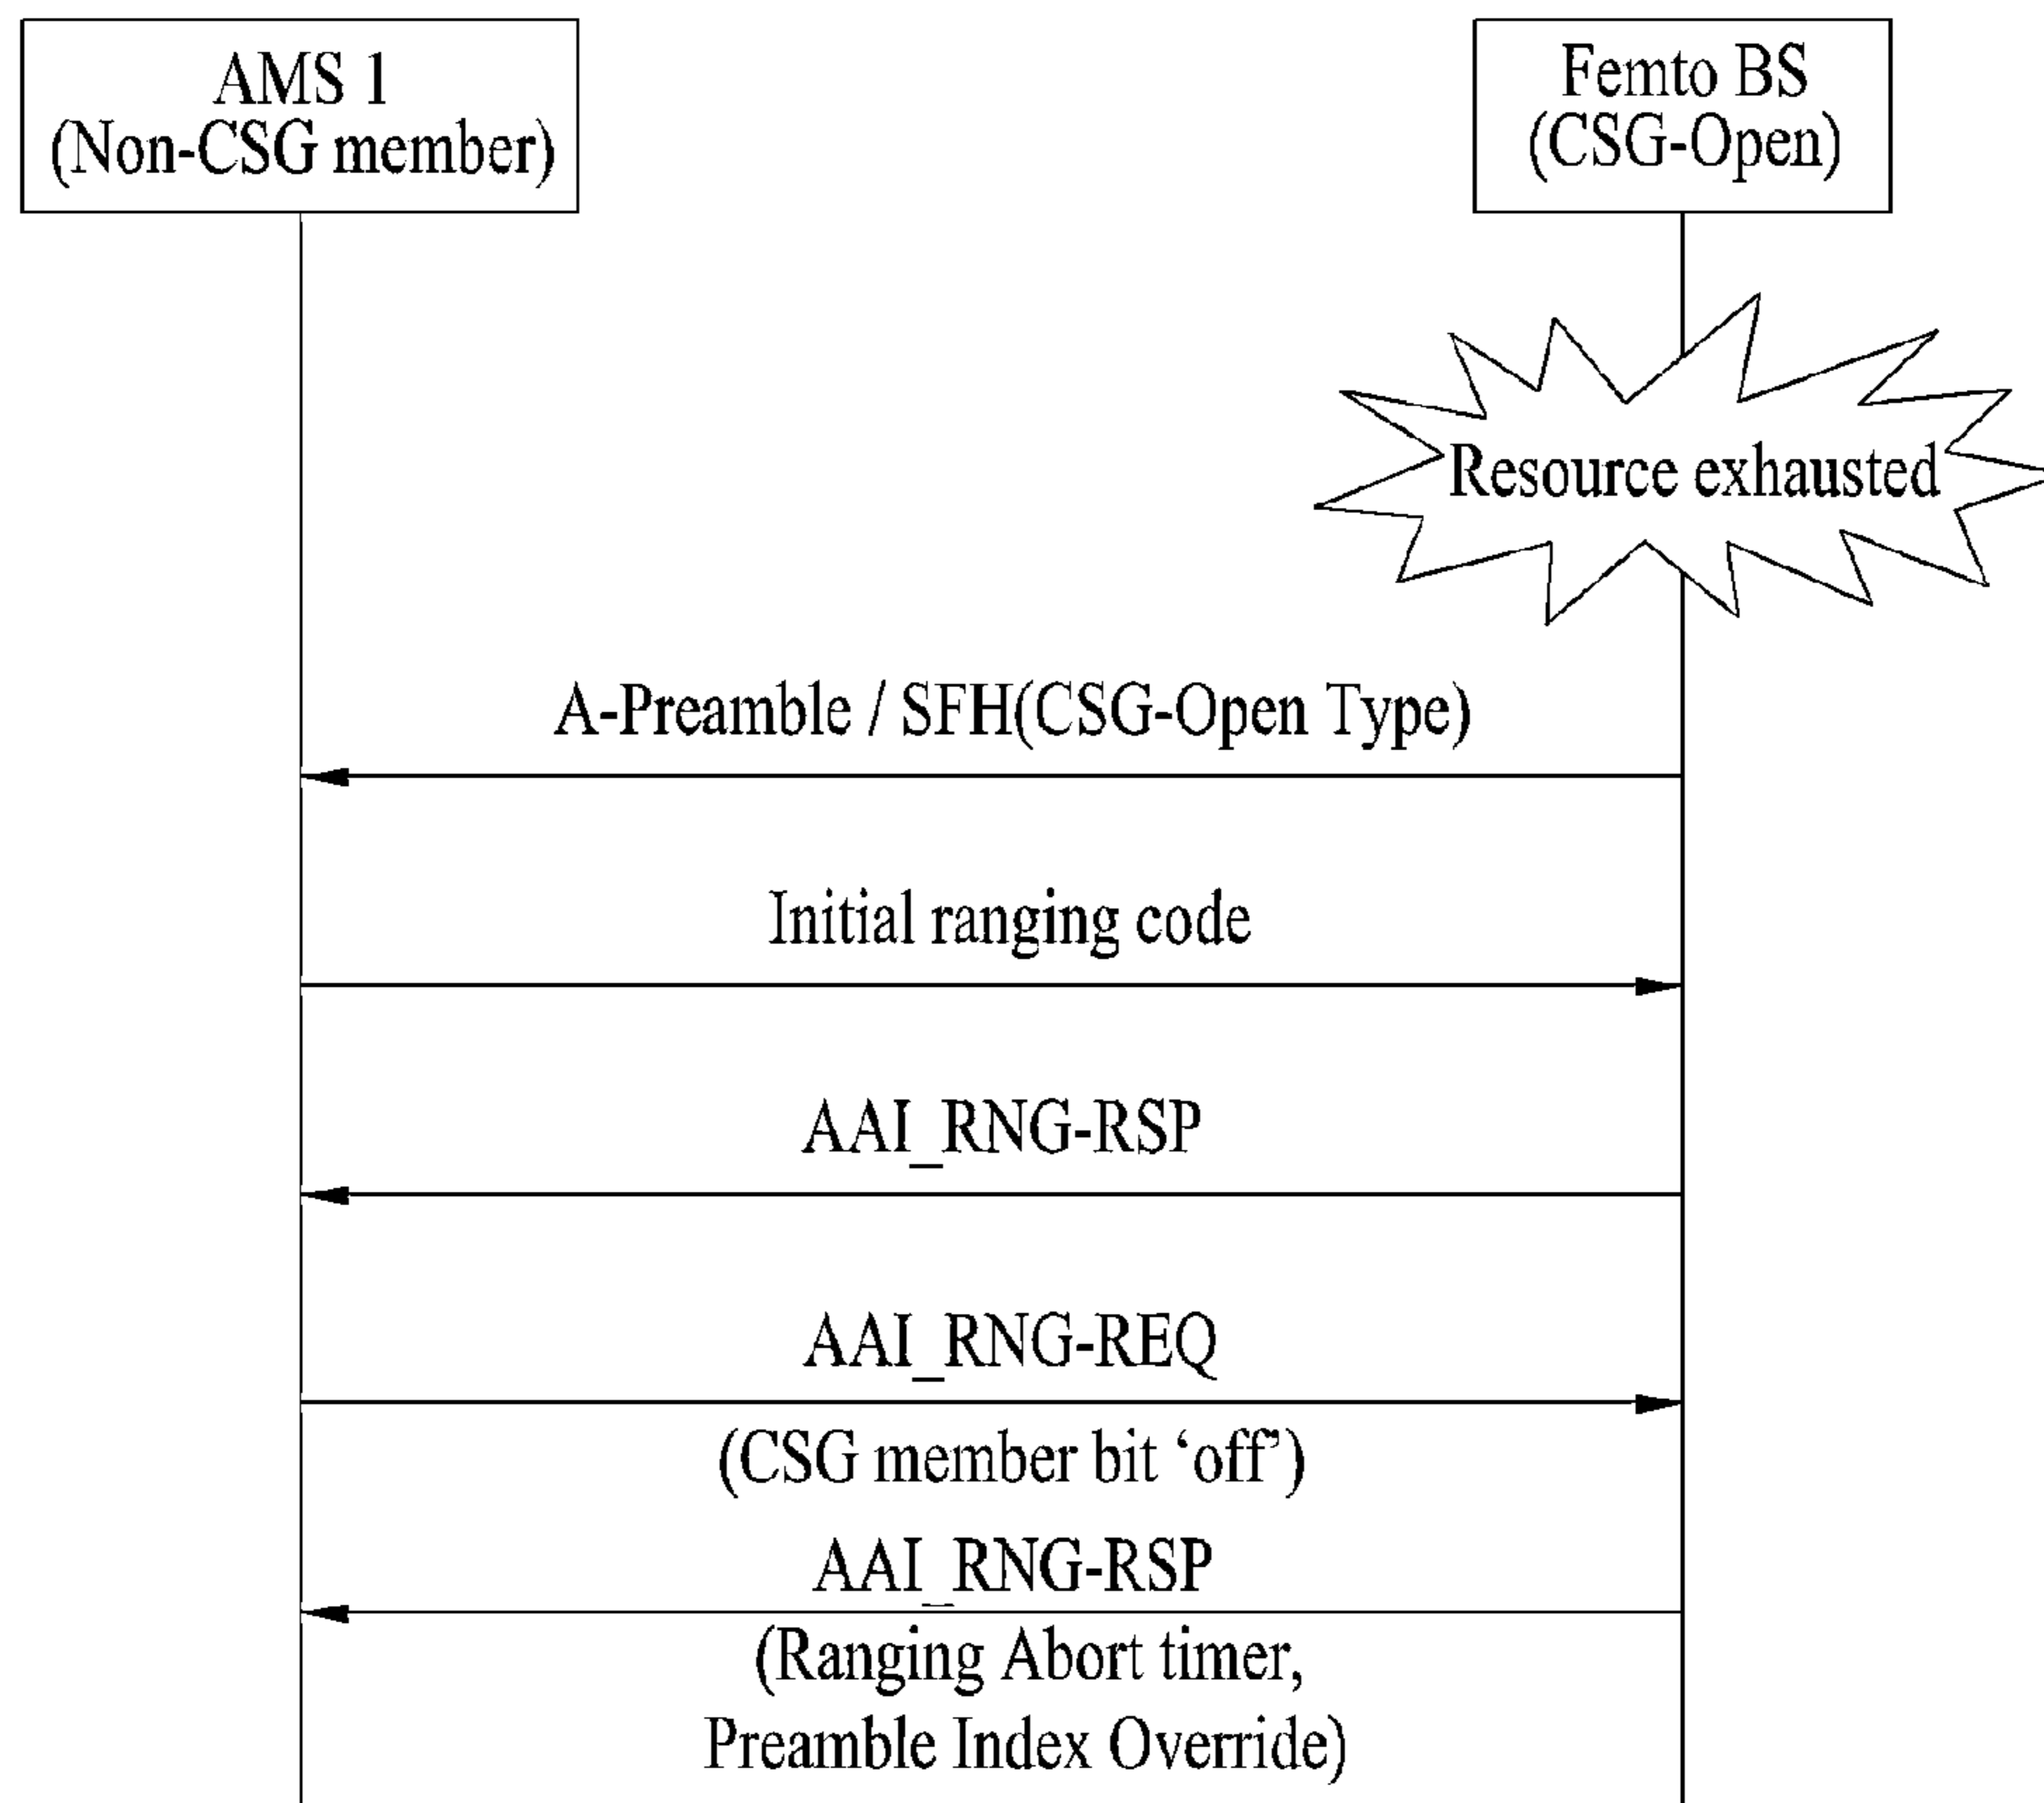 AMS 1
(Non-CSG member)
Femto BS
(CSG-Open)
Resource exhausted
A-Preamble / SFH(CSG-Open Type)
Initial ranging code
AAI_RNG-RSP
AAI_RNG-REQ
(CSG member bit ‘off’)
AAI_RNG-RSP
(Ranging Abort timer,
Preamble Index Override)